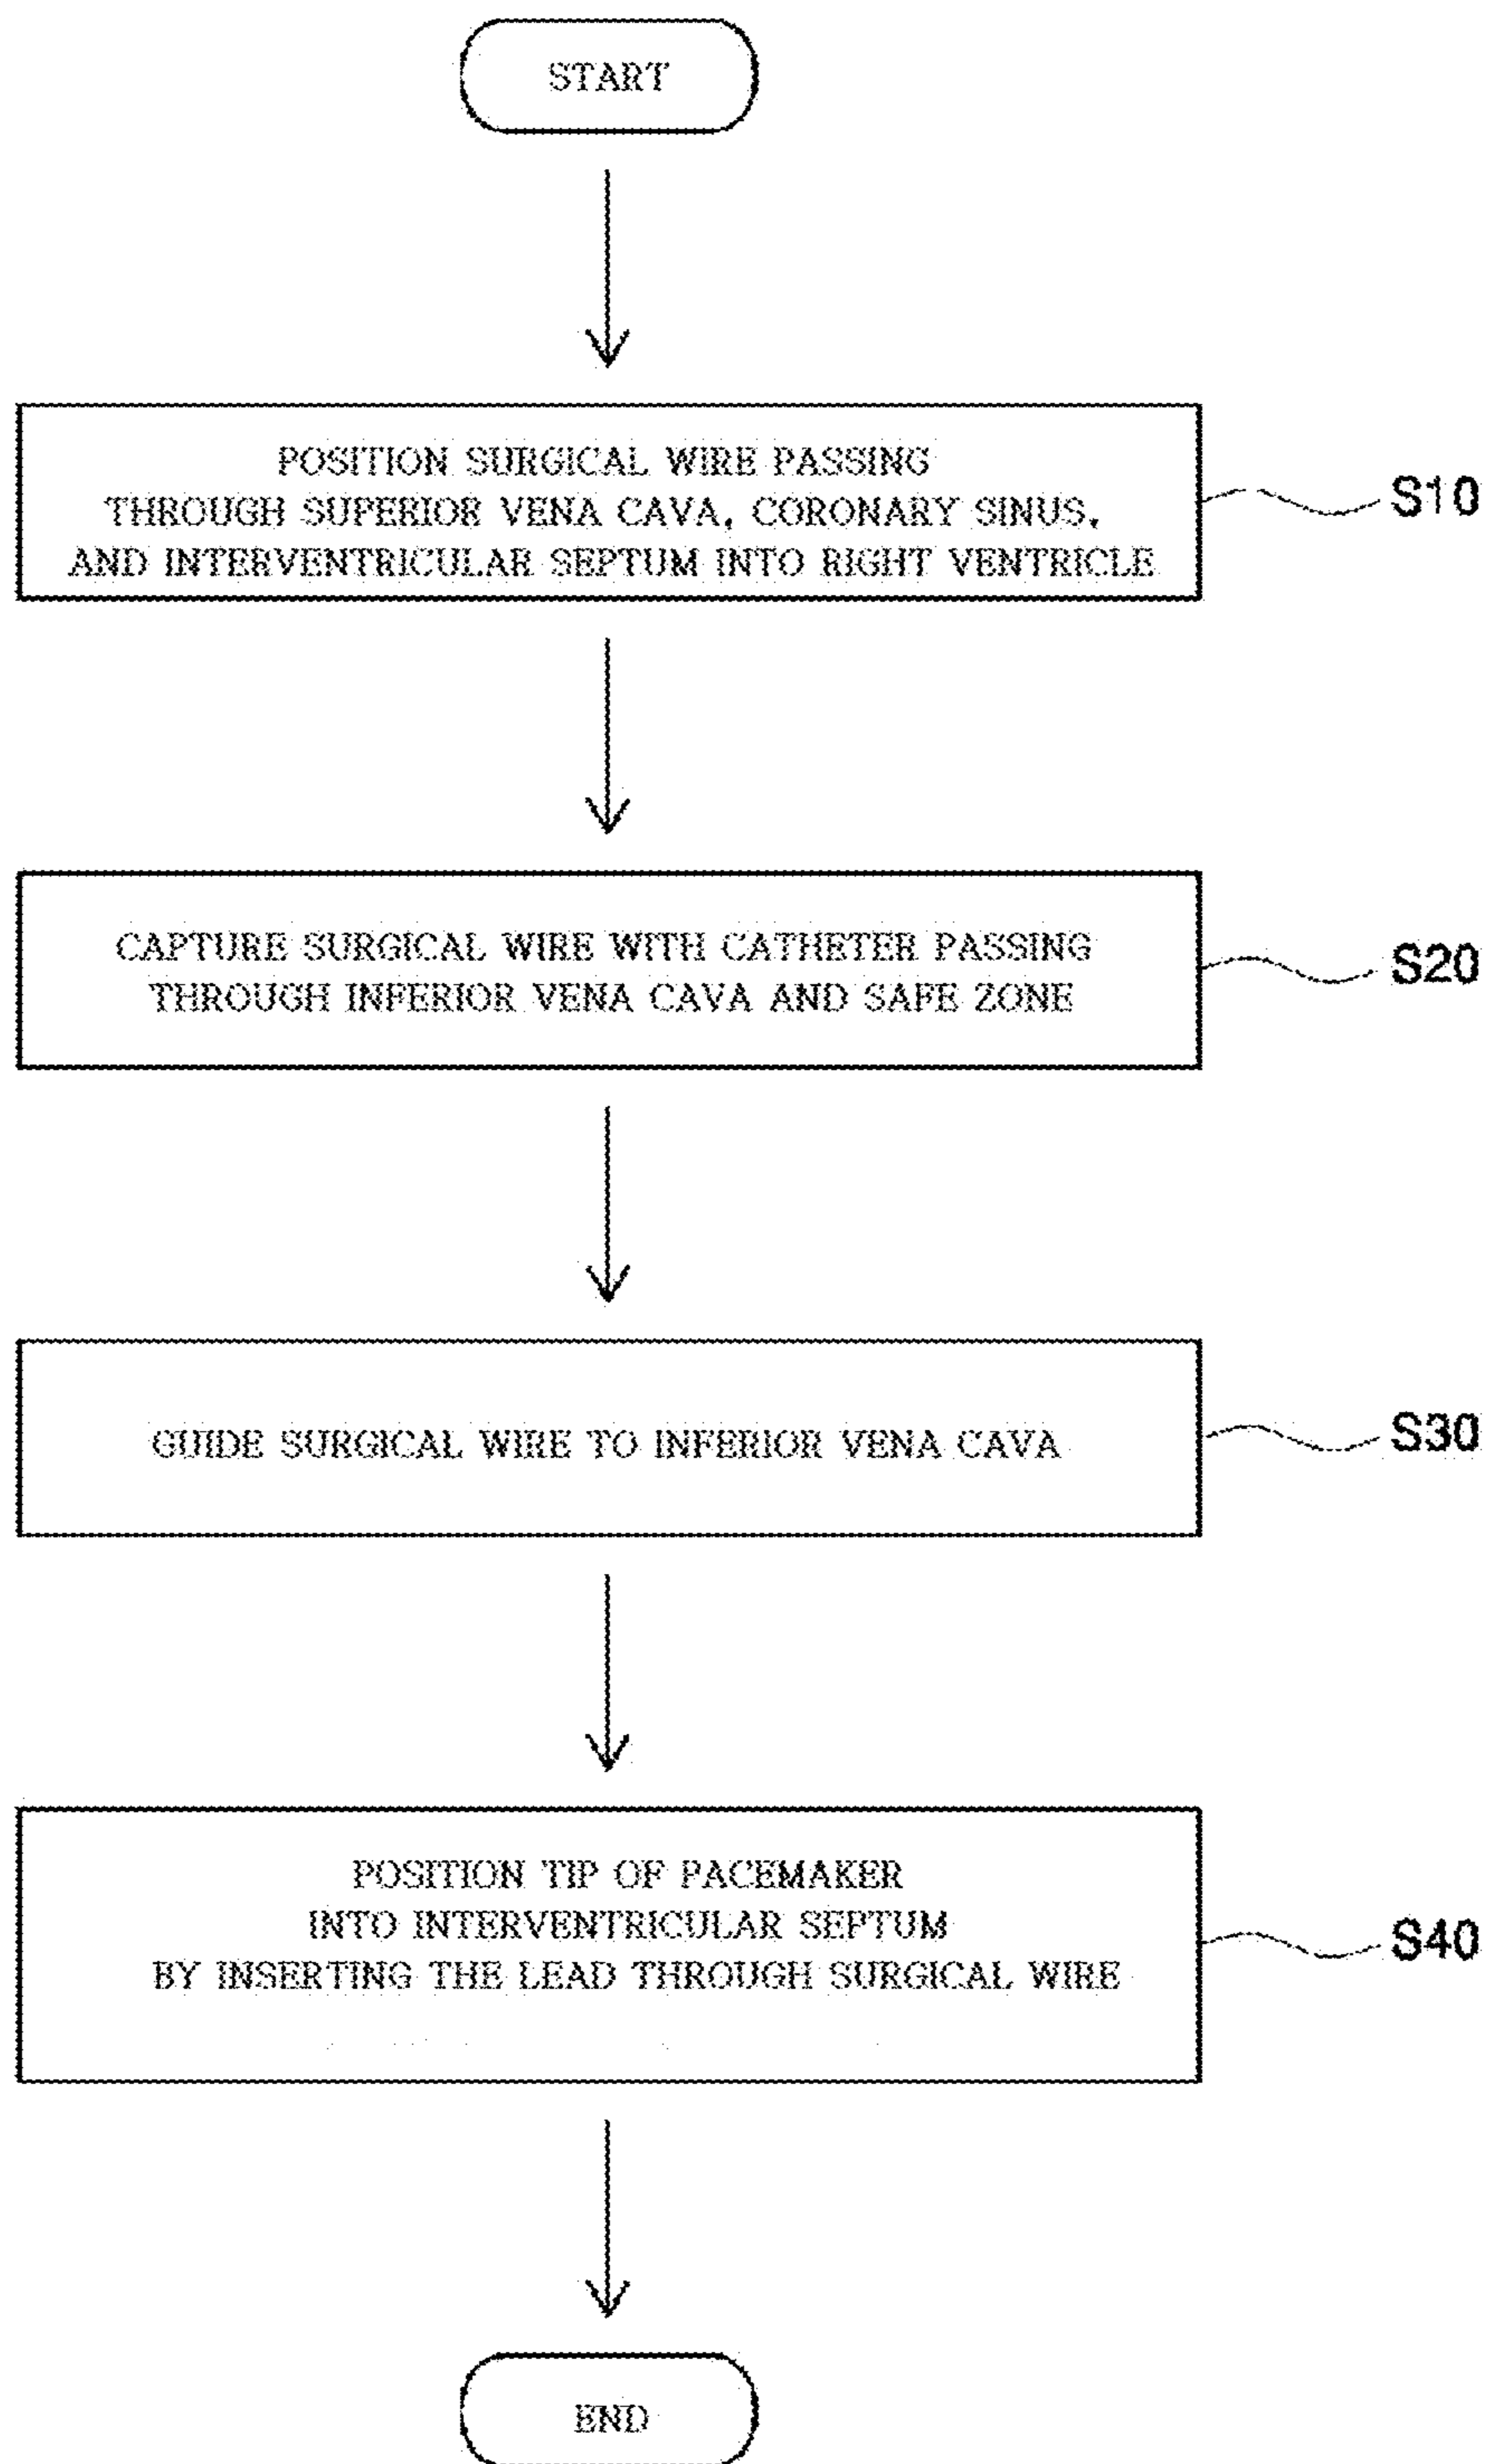 START
POSITION SURGICAL WIRE PASSING
THROUGH SUPERIOR VENA CAVA, CORONARY SINUS,
AND INTERVENTRICULAR SEPTUM INTO RIGHT VENTRICLE
S10
CAPTURE SURGICAL WIRE WITH CATHETER PASSING
THROUGH INFERIOR VENA CAVA AND SAFE ZONE
S20
GUIDE SURGICAL WIRE TO INFERIOR VENA CAVA
S30
POSITION TIP OF PACEMAKER
INTO INTERVENTRICULAR SEPTUM
BY INSERTING THE LEAD THROUGH SURGICAL WIRE
S40
END